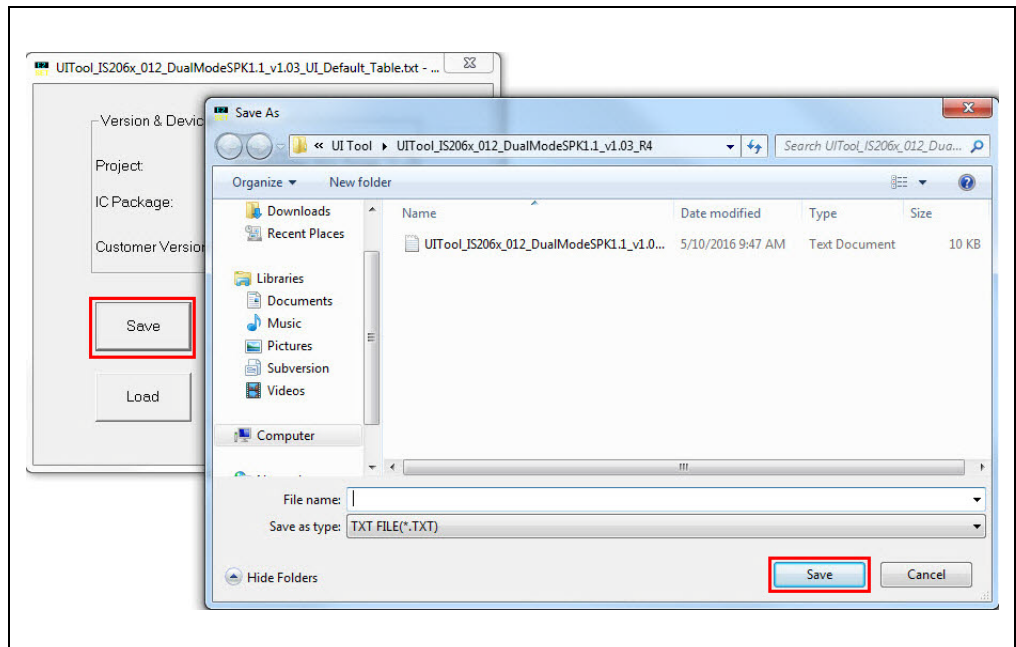 UITool_IS206x_012_DualModeSPK1.1_v1.03_UI_Default_Table.txt - ...
Version & Devic
Project:
IC Package:
Customer Version
Save
Load
Save As
« UI Tool ▸ UITool_IS206x_012_DualModeSPK1.1_v1.03_R4
Search UITool_IS206x_012_Dua...
Organize New folder
Downloads
Recent Places
Libraries
Documents
Music
Pictures
Subversion
Videos
Computer
Name Date modified Type Size
UITool_IS206x_012_DualModeSPK1.1_v1.0... 5/10/2016 9:47 AM Text Document 10 KB
File name:
Save as type: TXT FILE(*.TXT)
Hide Folders
Save Cancel